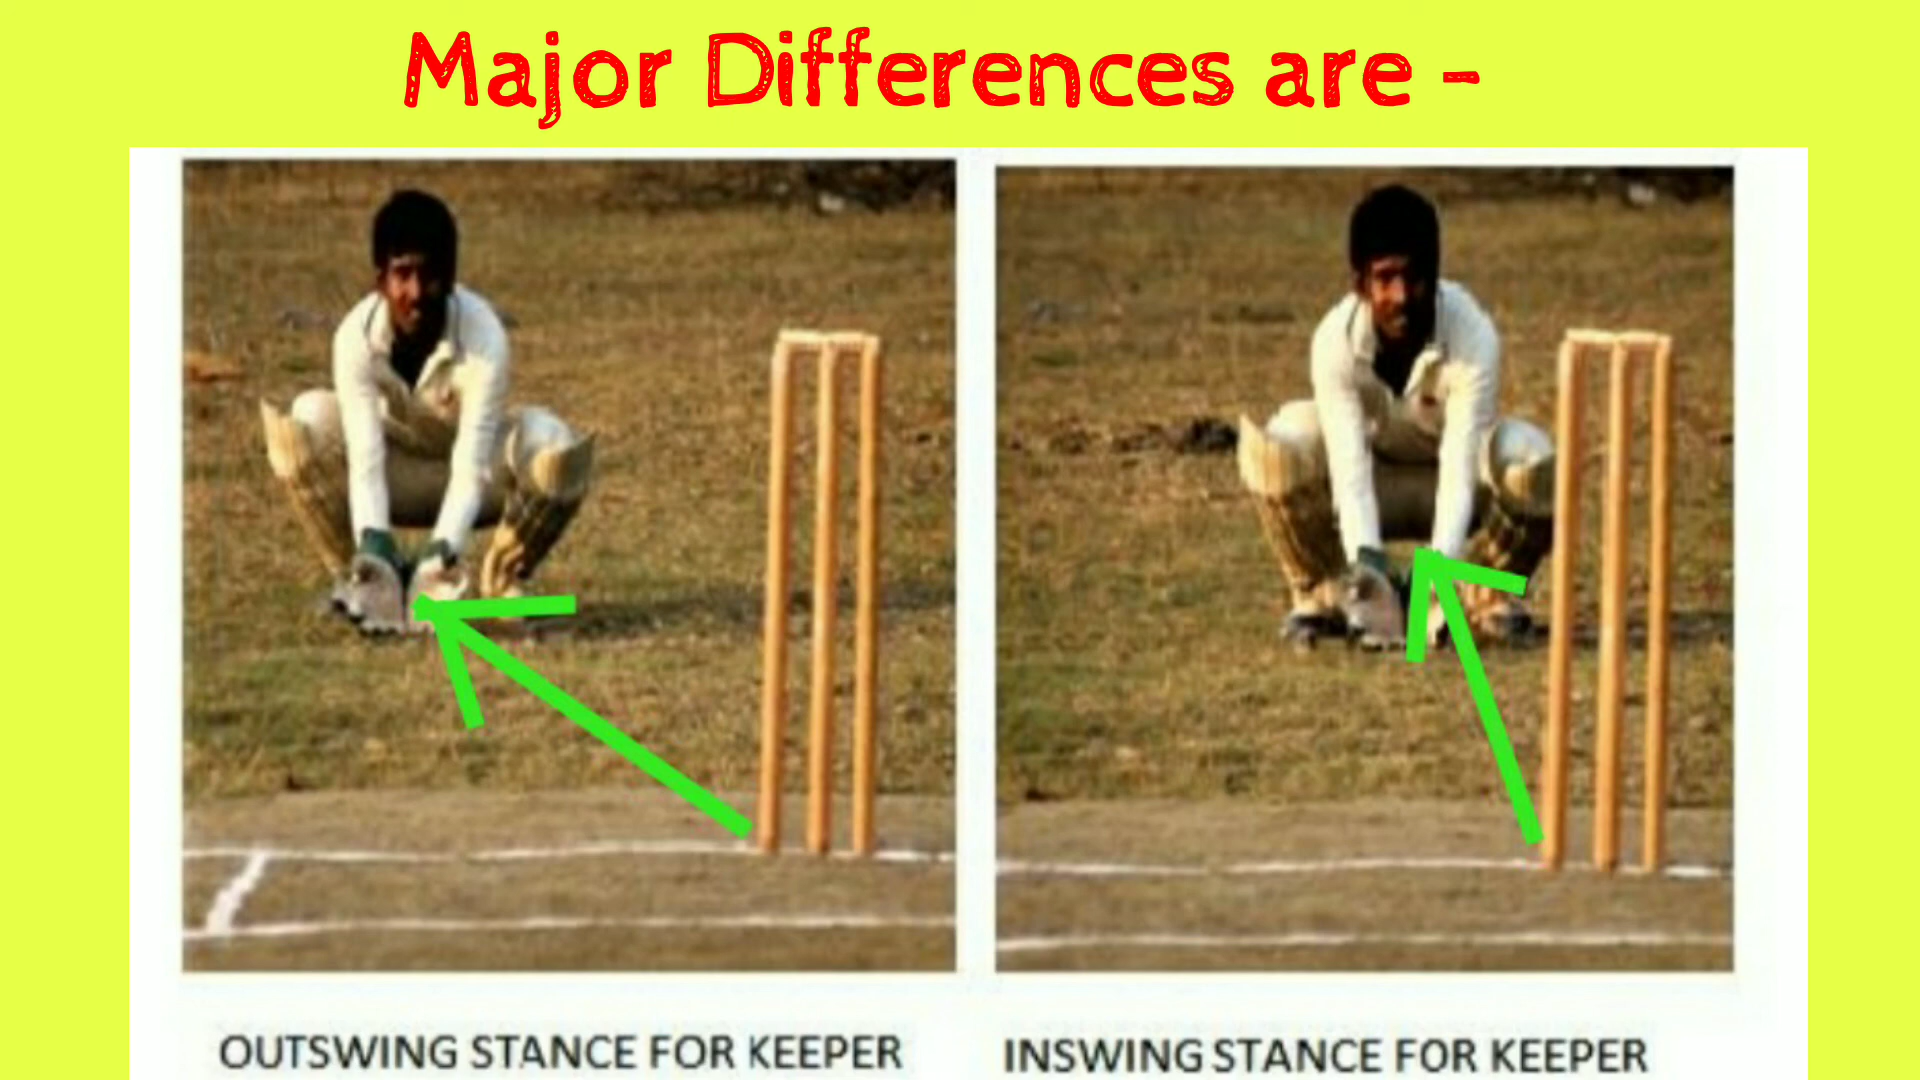 Major Differences are -
OUTSWING STANCE FOR KEEPER
INSWING STANCE FOR KEEPER